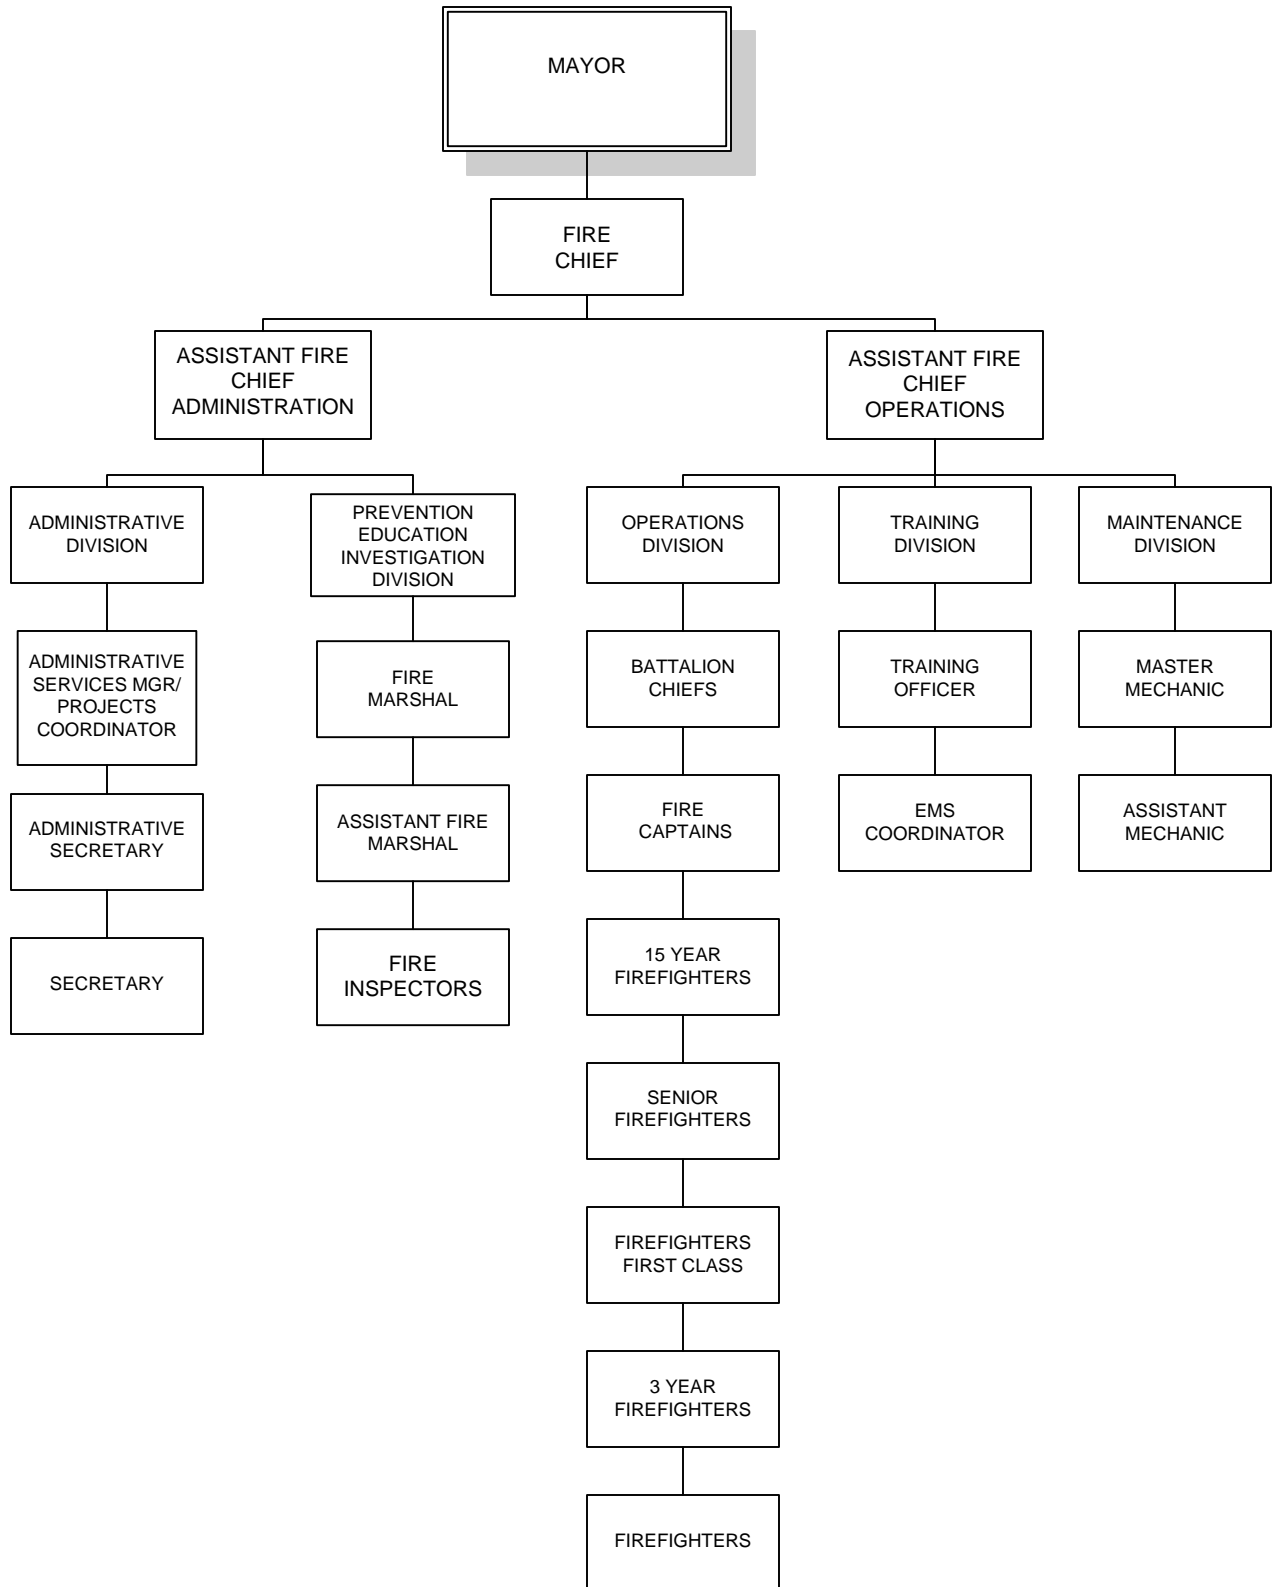 MAYOR
FIRE
CHIEF
ASSISTANT FIRE
CHIEF
ADMINISTRATION
ASSISTANT FIRE
CHIEF
OPERATIONS
ADMINISTRATIVE
DIVISION
PREVENTION
EDUCATION
INVESTIGATION
DIVISION
OPERATIONS
DIVISION
TRAINING
DIVISION
MAINTENANCE
DIVISION
ADMINISTRATIVE
SERVICES MGR/
PROJECTS
COORDINATOR
FIRE
MARSHAL
BATTALION
CHIEFS
TRAINING
OFFICER
MASTER
MECHANIC
ADMINISTRATIVE
SECRETARY
ASSISTANT FIRE
MARSHAL
FIRE
CAPTAINS
EMS
COORDINATOR
ASSISTANT
MECHANIC
SECRETARY
FIRE
INSPECTORS
15 YEAR
FIREFIGHTERS
SENIOR
FIREFIGHTERS
FIREFIGHTERS
FIRST CLASS
3 YEAR
FIREFIGHTERS
FIREFIGHTERS